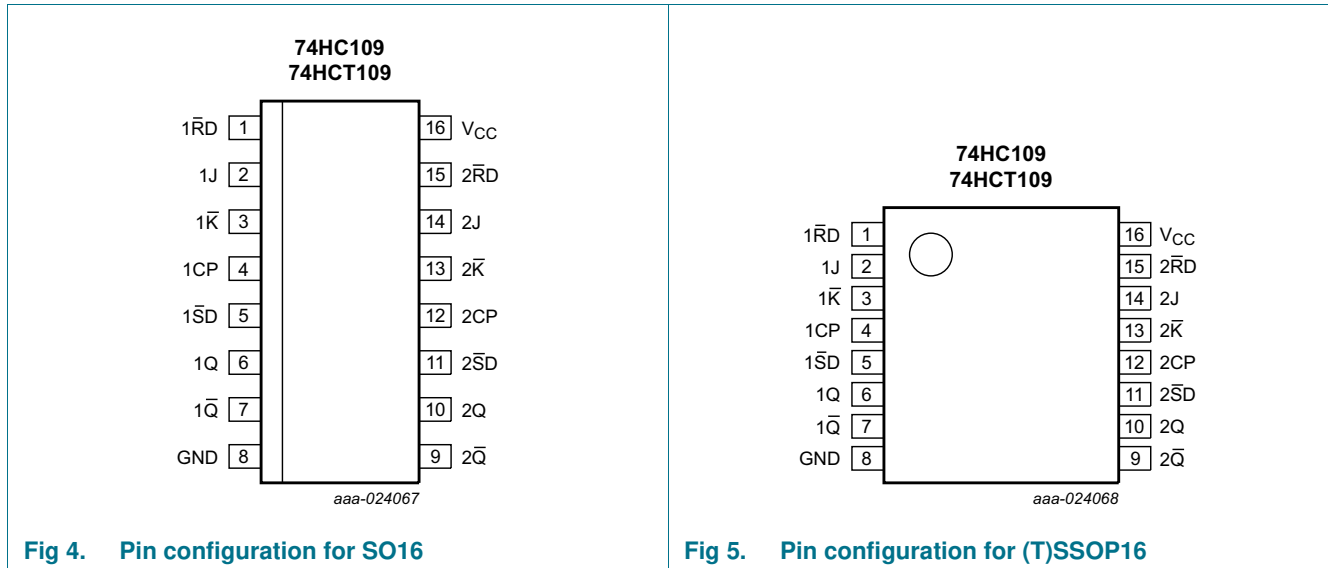 74HC109
74HCT109
1R̅D 1
16 VCC
1J 2
15 2R̅D
1K̅ 3
14 2J
1CP 4
13 2K̅
1S̅D 5
12 2CP
1Q 6
11 2S̅D
1Q̅ 7
10 2Q
GND 8
9 2Q̅
aaa-024067
Fig 4. Pin configuration for SO16
74HC109
74HCT109
1R̅D 1
16 VCC
1J 2
15 2R̅D
1K̅ 3
14 2J
1CP 4
13 2K̅
1S̅D 5
12 2CP
1Q 6
11 2S̅D
1Q̅ 7
10 2Q
GND 8
9 2Q̅
aaa-024068
Fig 5. Pin configuration for (T)SSOP16